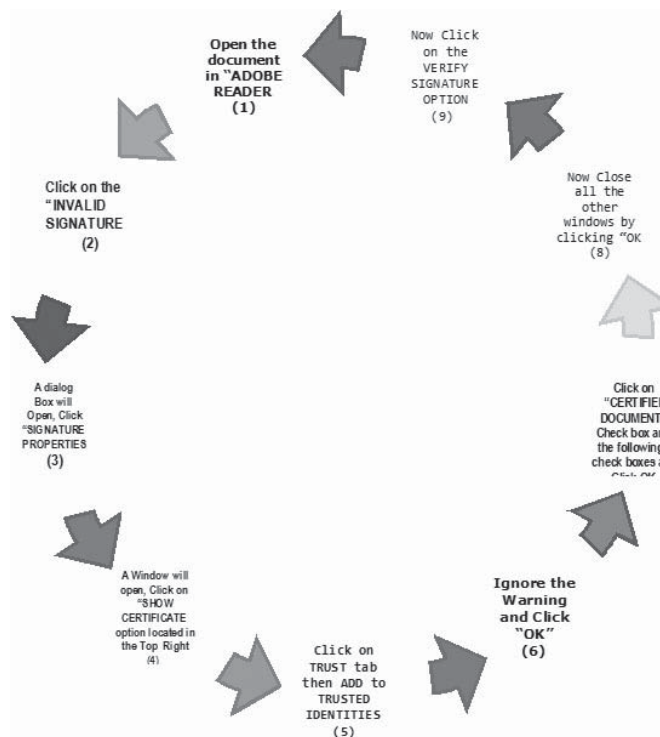 Open the
document
in “ADOBE
READER
(1)
Click on the
“INVALID
SIGNATURE
(2)
A dialog
Box will
Open, Click
“SIGNATURE
PROPERTIES
(3)
A Window will
open, Click on
“SHOW
CERTIFICATE
option located in
the Top Right
(4)
Click on
TRUST tab
then ADD to
TRUSTED
IDENTITIES
(5)
Ignore the
Warning
and Click
“OK”
(6)
Click on
“CERTIFIE
DOCUMENT
Check box a
the following
check boxes a
Click OK
Now Close
all the
other
windows by
clicking “OK
(8)
Now Click
on the
VERIFY
SIGNATURE
OPTION
(9)